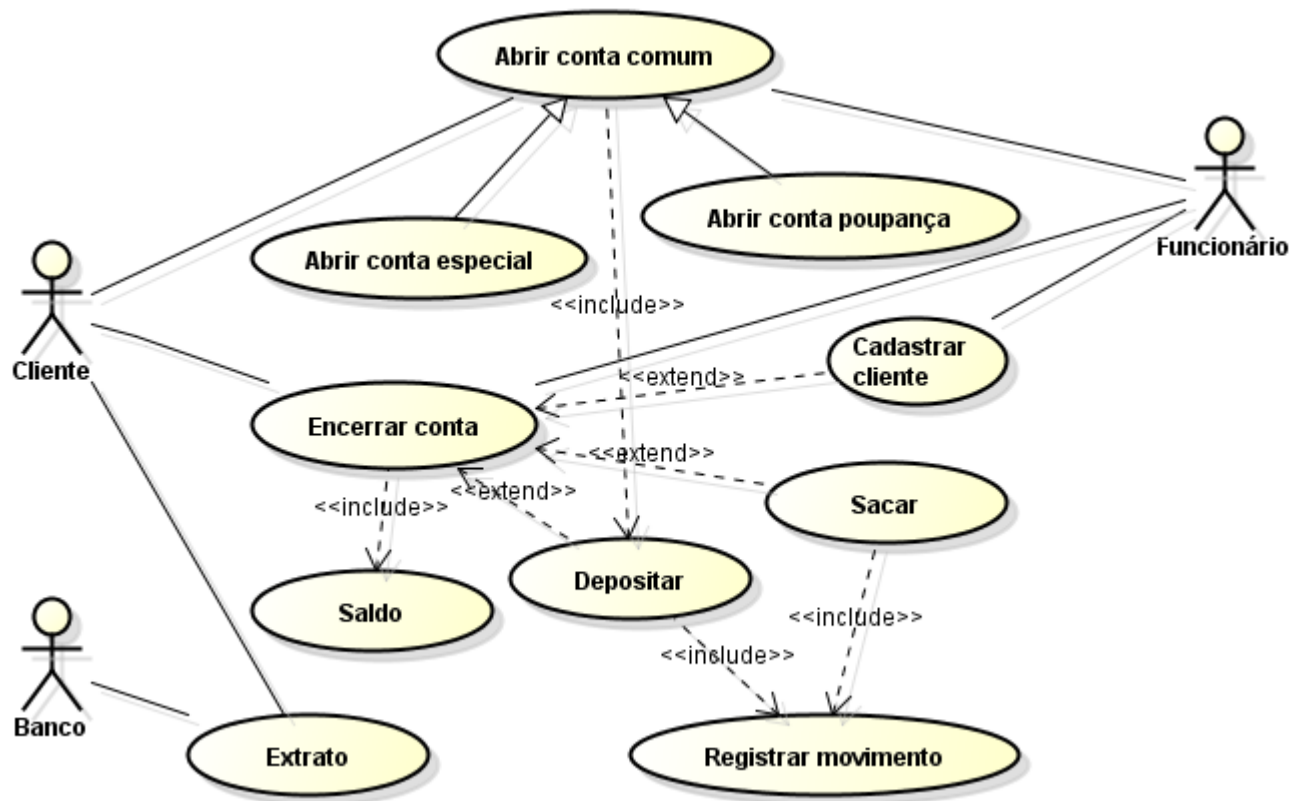 Abrir conta comum
Abrir conta poupança
Funcionário
Abrir conta especial
<<include>>
Cadastrar
cliente
Cliente
<<extend>>
Encerrar conta
<<extend>>
<<extend>>
<<include>>
Sacar
Depositar
Saldo
<<include>>
<<include>>
Banco
Extrato
Registrar movimento